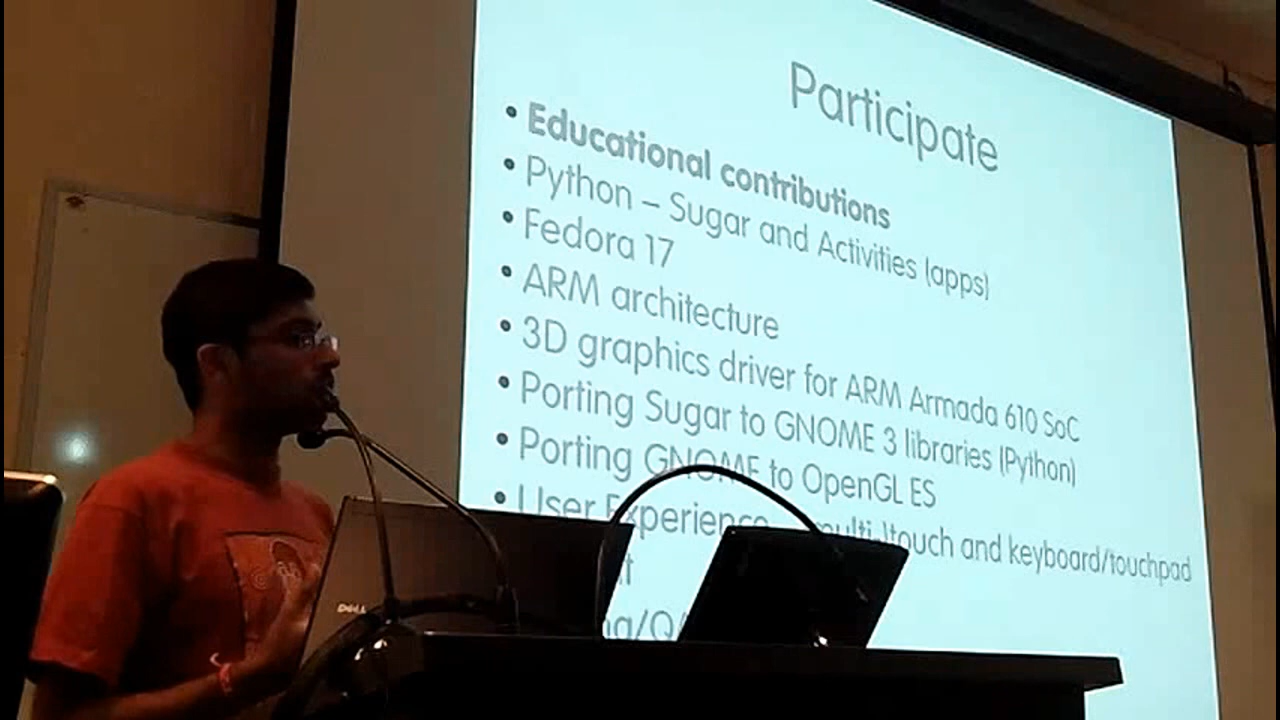 Participate
• Educational contributions
• Python – Sugar and Activities (apps)
• Fedora 17
• ARM architecture
• 3D graphics driver for ARM Armada 610 SoC
• Porting Sugar to GNOME 3 libraries (Python)
• Porting GNOME to OpenGL ES
• User Experience multi-)touch and keyboard/touchpad
DELL